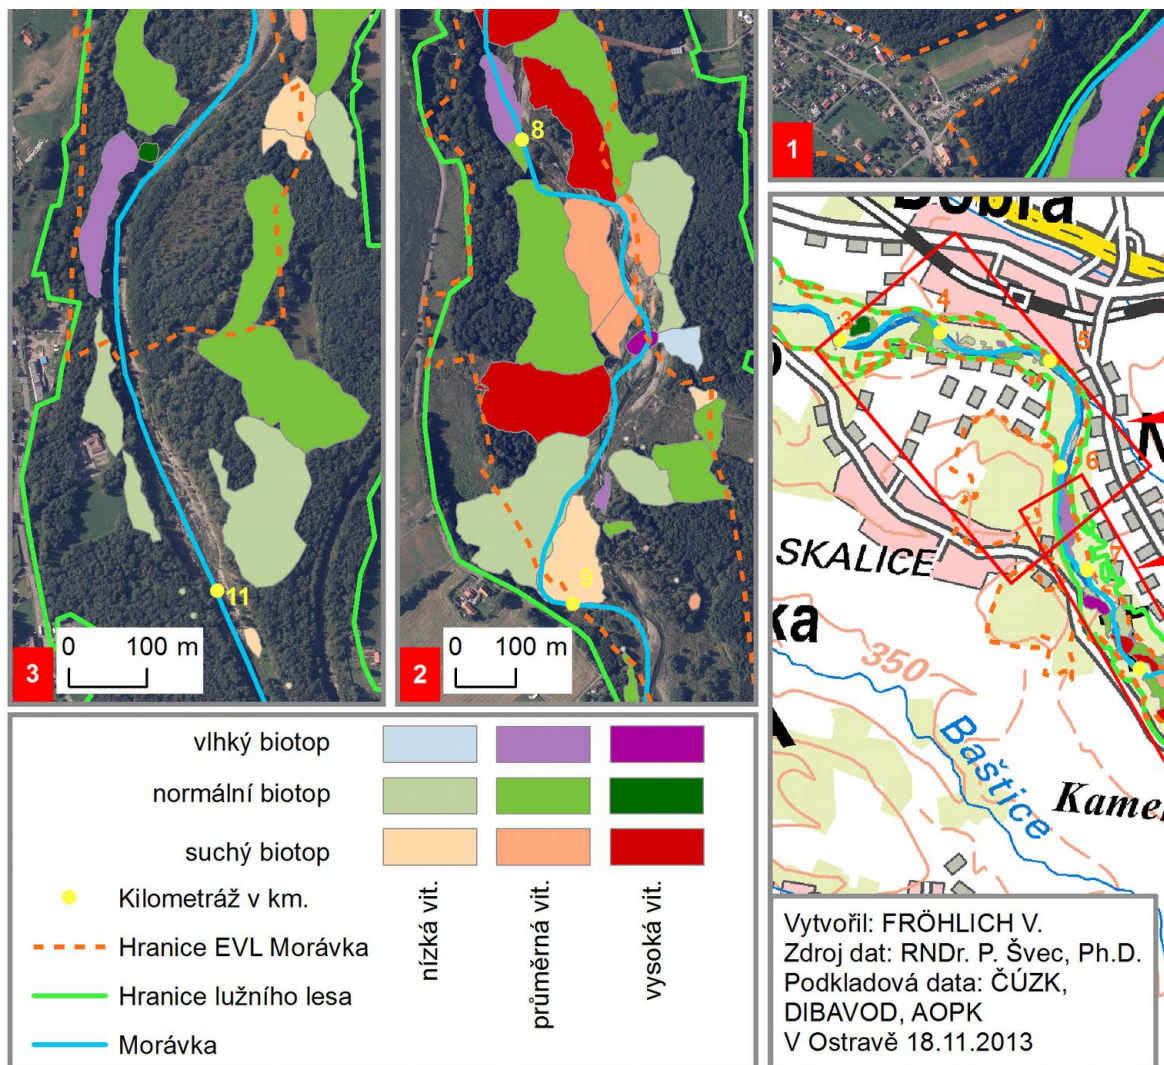 11
0 100 m
3
8
9
0 100 m
2
1
Dobrá
3
4
5
6
7
SKALICE
350
Baštice
vlhký biotop
normální biotop
suchý biotop
Kilometráž v km.
Hranice EVL Morávka
Hranice lužního lesa
Morávka
nízká vit.
průměrná vit.
vysoká vit.
Vytvořil: FRÖHLICH V.
Zdroj dat: RNDr. P. Švec, Ph.D.
Podkladová data: ČÚZK,
DIBAVOD, AOPK
V Ostravě 18.11.2013